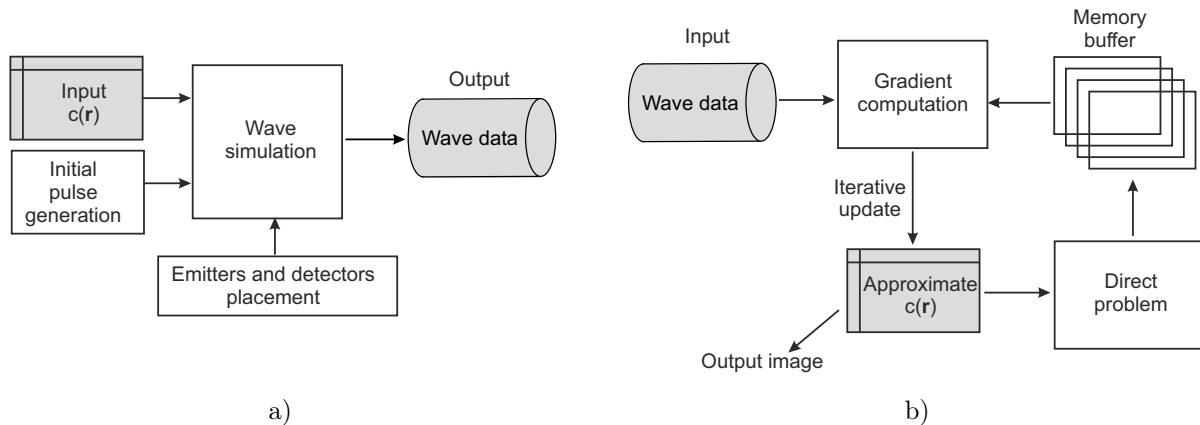 Input
c(r)
Initial
pulse
generation
Wave
simulation
Emitters and detectors
placement
Output
Wave data
a)
Input
Wave data
Gradient
computation
Memory
buffer
Iterative
update
Approximate
c(r)
Direct
problem
Output image
b)